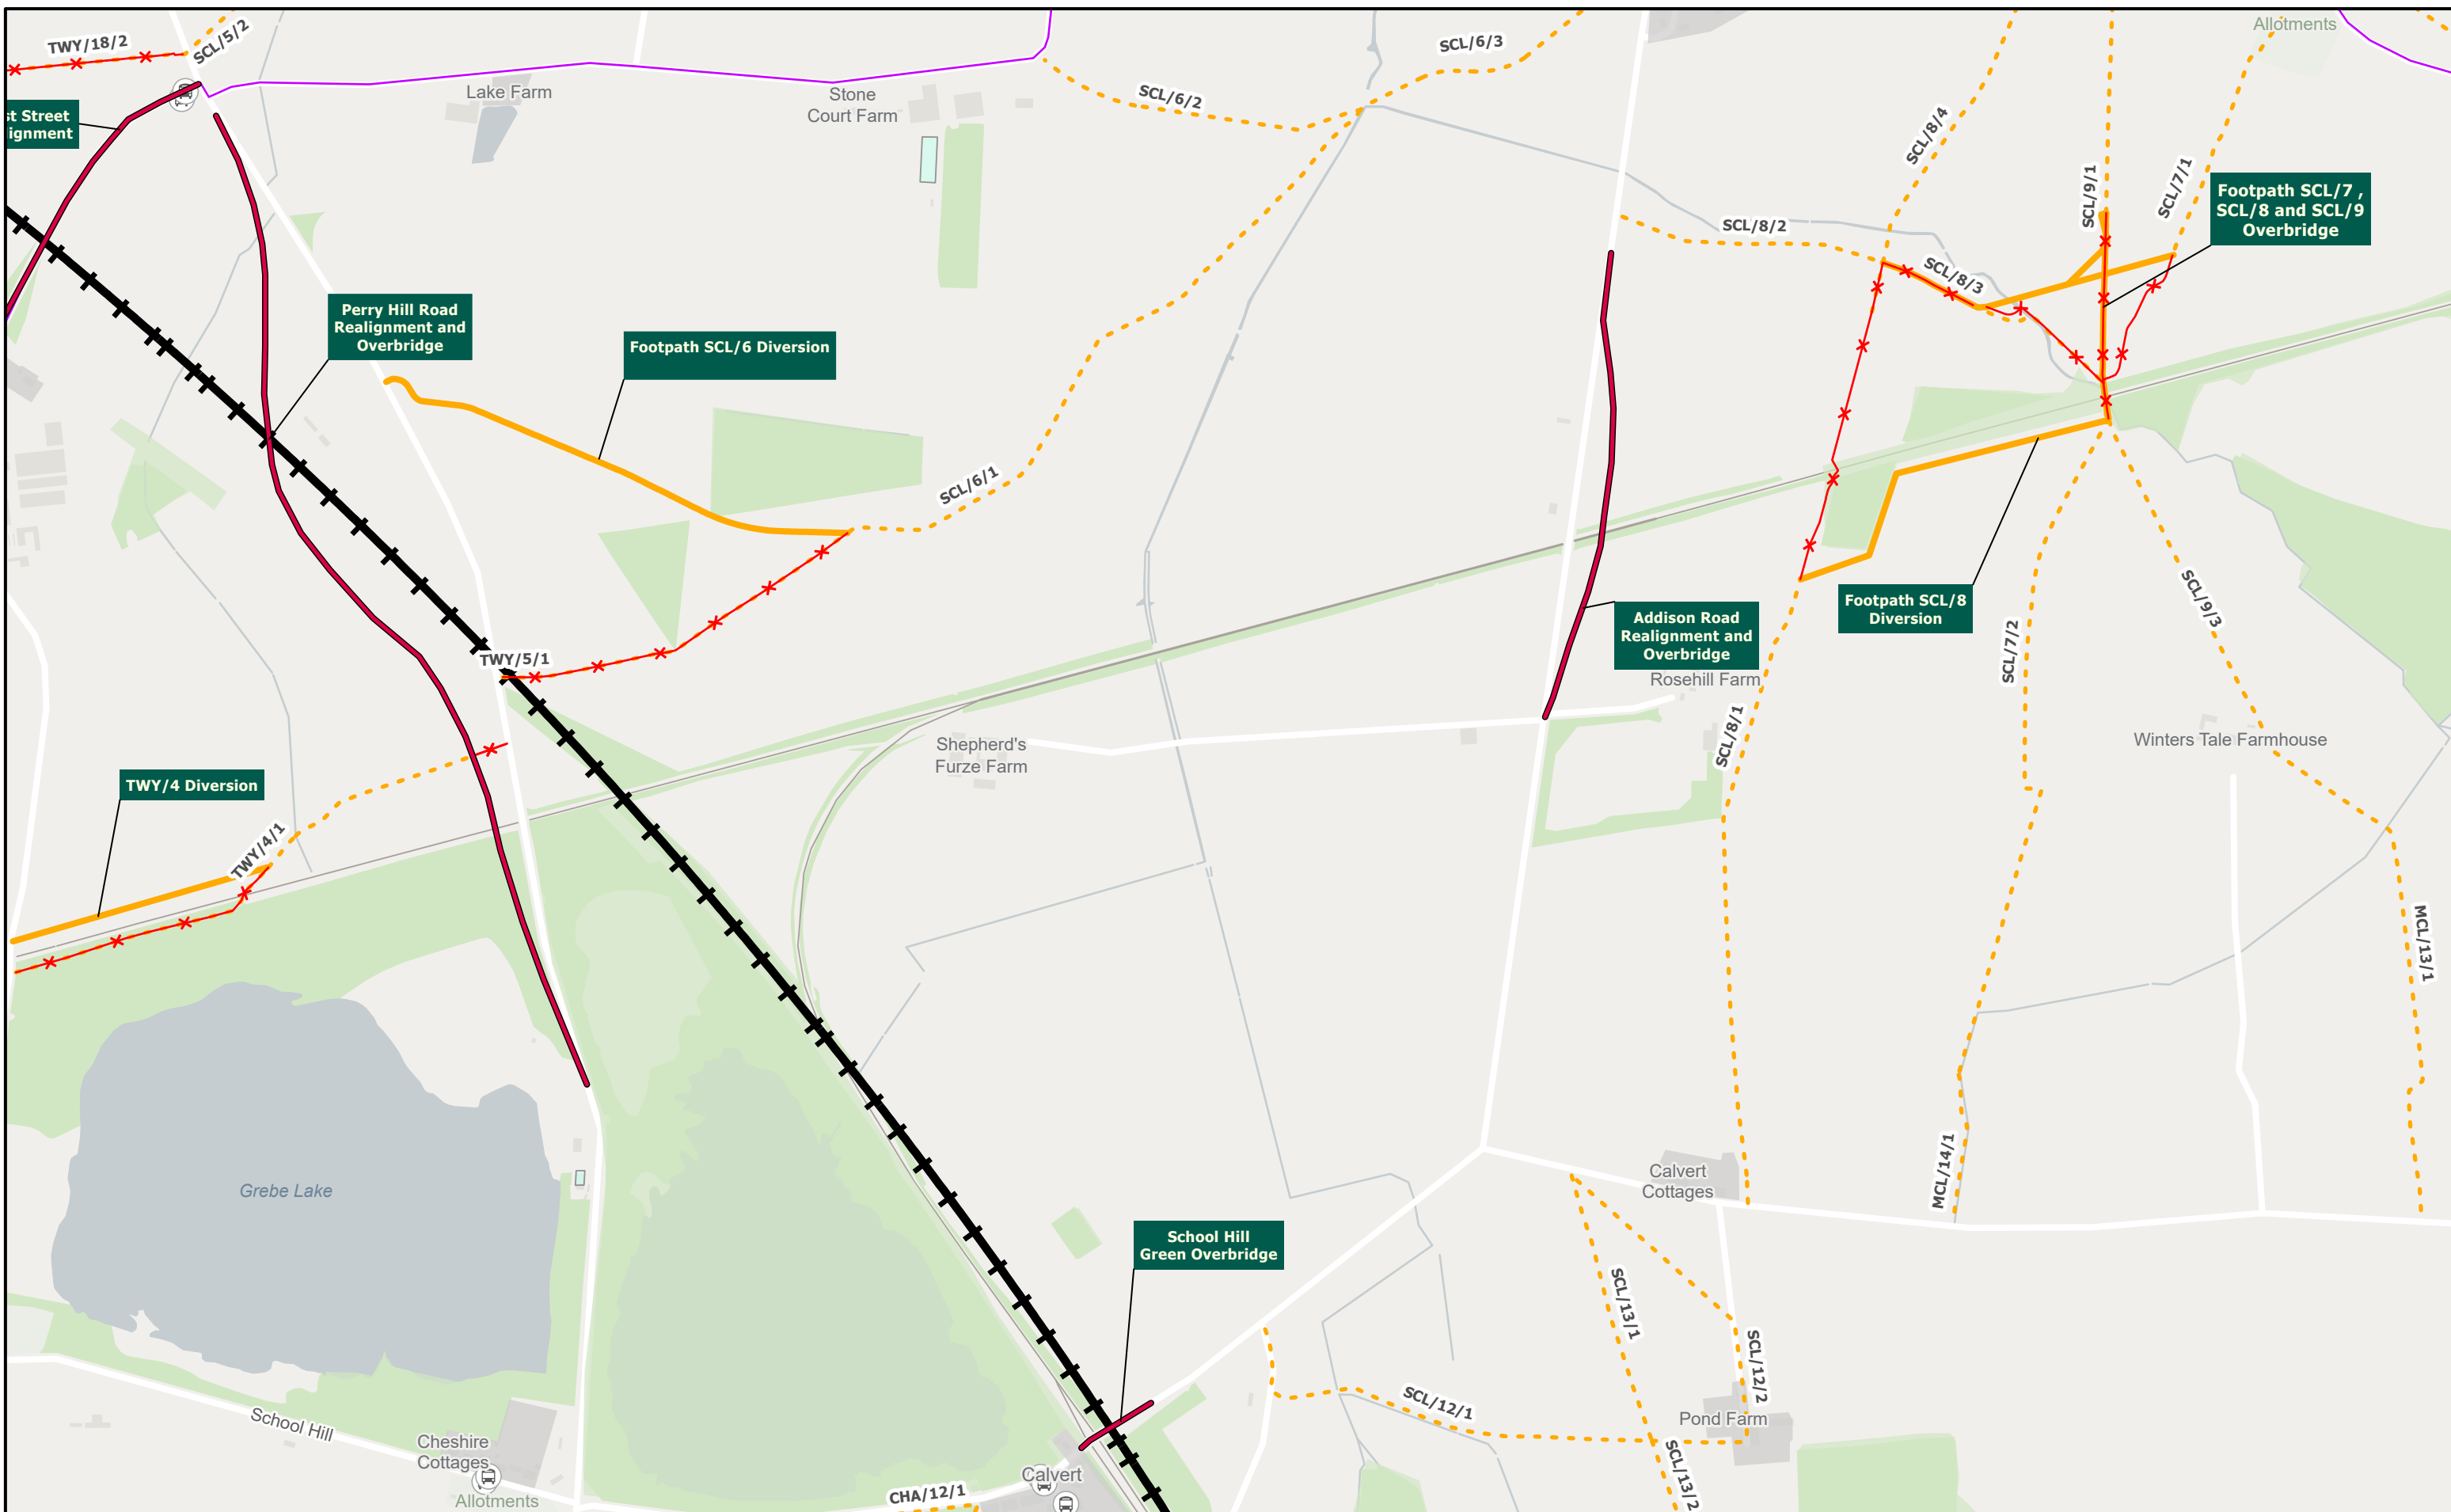 TWY/18/2
SCL/5/2
SCL/6/3
Allotments
Lake Farm
Stone
Court Farm
SCL/6/2
st Street
ignment
SCL/8/4
SCL/9/1
SCL/7/1
Footpath SCL/7 ,
SCL/8 and SCL/9
Overbridge
SCL/8/2
SCL/8/3
Perry Hill Road
Realignment and
Overbridge
Footpath SCL/6 Diversion
SCL/6/1
Footpath SCL/8
Diversion
SCL/9/3
Addison Road
Realignment and
Overbridge
SCL/7/2
TWY/5/1
Rosehill Farm
SCL/8/1
Shepherd's
Furze Farm
Winters Tale Farmhouse
TWY/4 Diversion
TWY/4/1
MCL/13/1
Grebe Lake
Calvert
Cottages
MCL/14/1
School Hill
Green Overbridge
SCL/13/1
SCL/12/2
SCL/12/1
Pond Farm
School Hill
Cheshire
Cottages
Calvert
SCL/13/2
CHA/12/1
Allotments